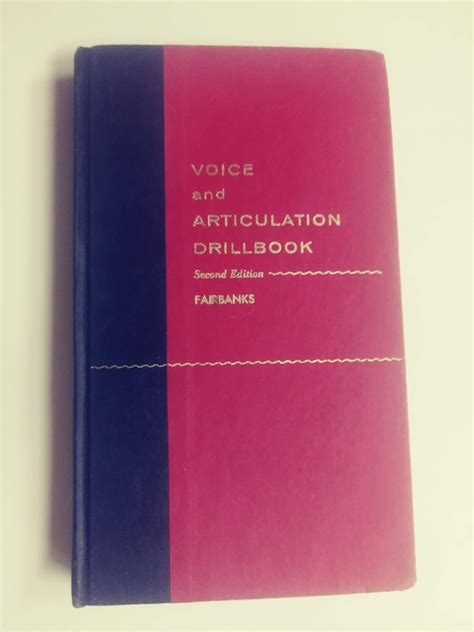 VOICE
and
ARTICULATION
DRILLBOOK
Second Edition
FAIRBANKS